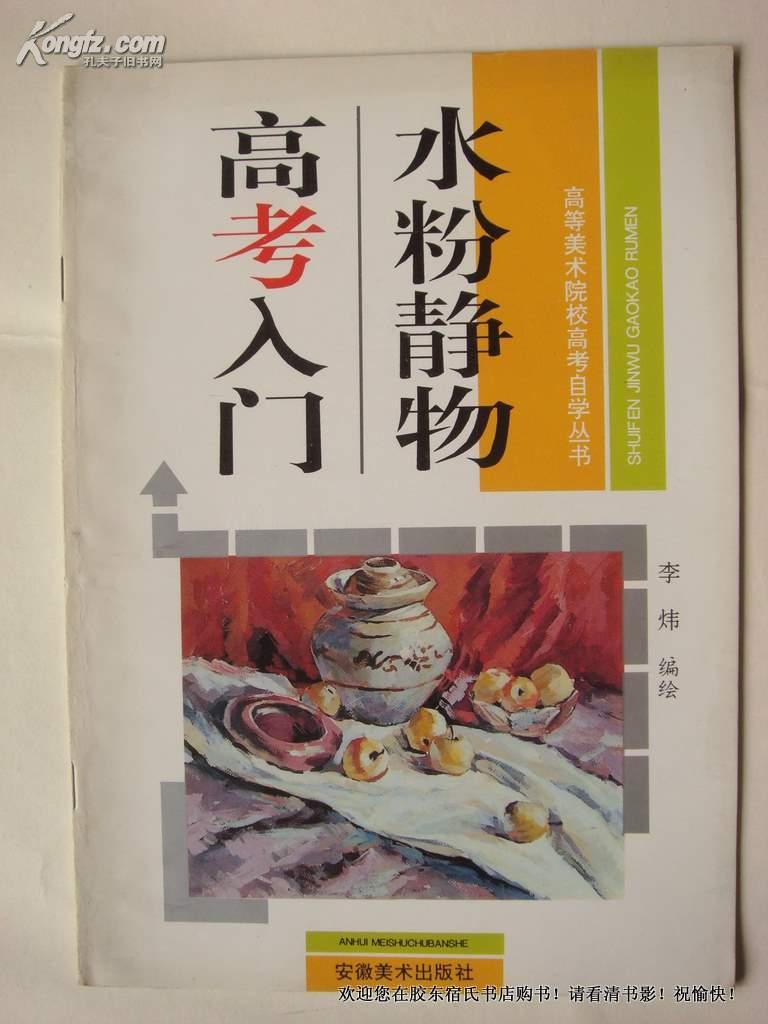 Kongfz.com
孔夫子旧书网
水粉静物
高考入门
高等美术院校高考自学丛书
SHUIFEN JINWU GAOKAO RUMEN
李炜 编绘
ANHUI MEISHUCHUBANSHE
安徽美术出版社
欢迎您在胶东宿氏书店购书！请看清书影！祝愉快！